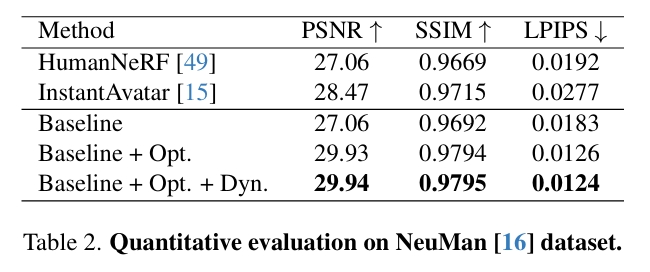 Method PSNR ↑ SSIM ↑ LPIPS ↓
HumanNeRF [49] 27.06 0.9669 0.0192
InstantAvatar [15] 28.47 0.9715 0.0277
Baseline 27.06 0.9692 0.0183
Baseline + Opt. 29.93 0.9794 0.0126
Baseline + Opt. + Dyn. 29.94 0.9795 0.0124
Table 2. Quantitative evaluation on NeuMan [16] dataset.